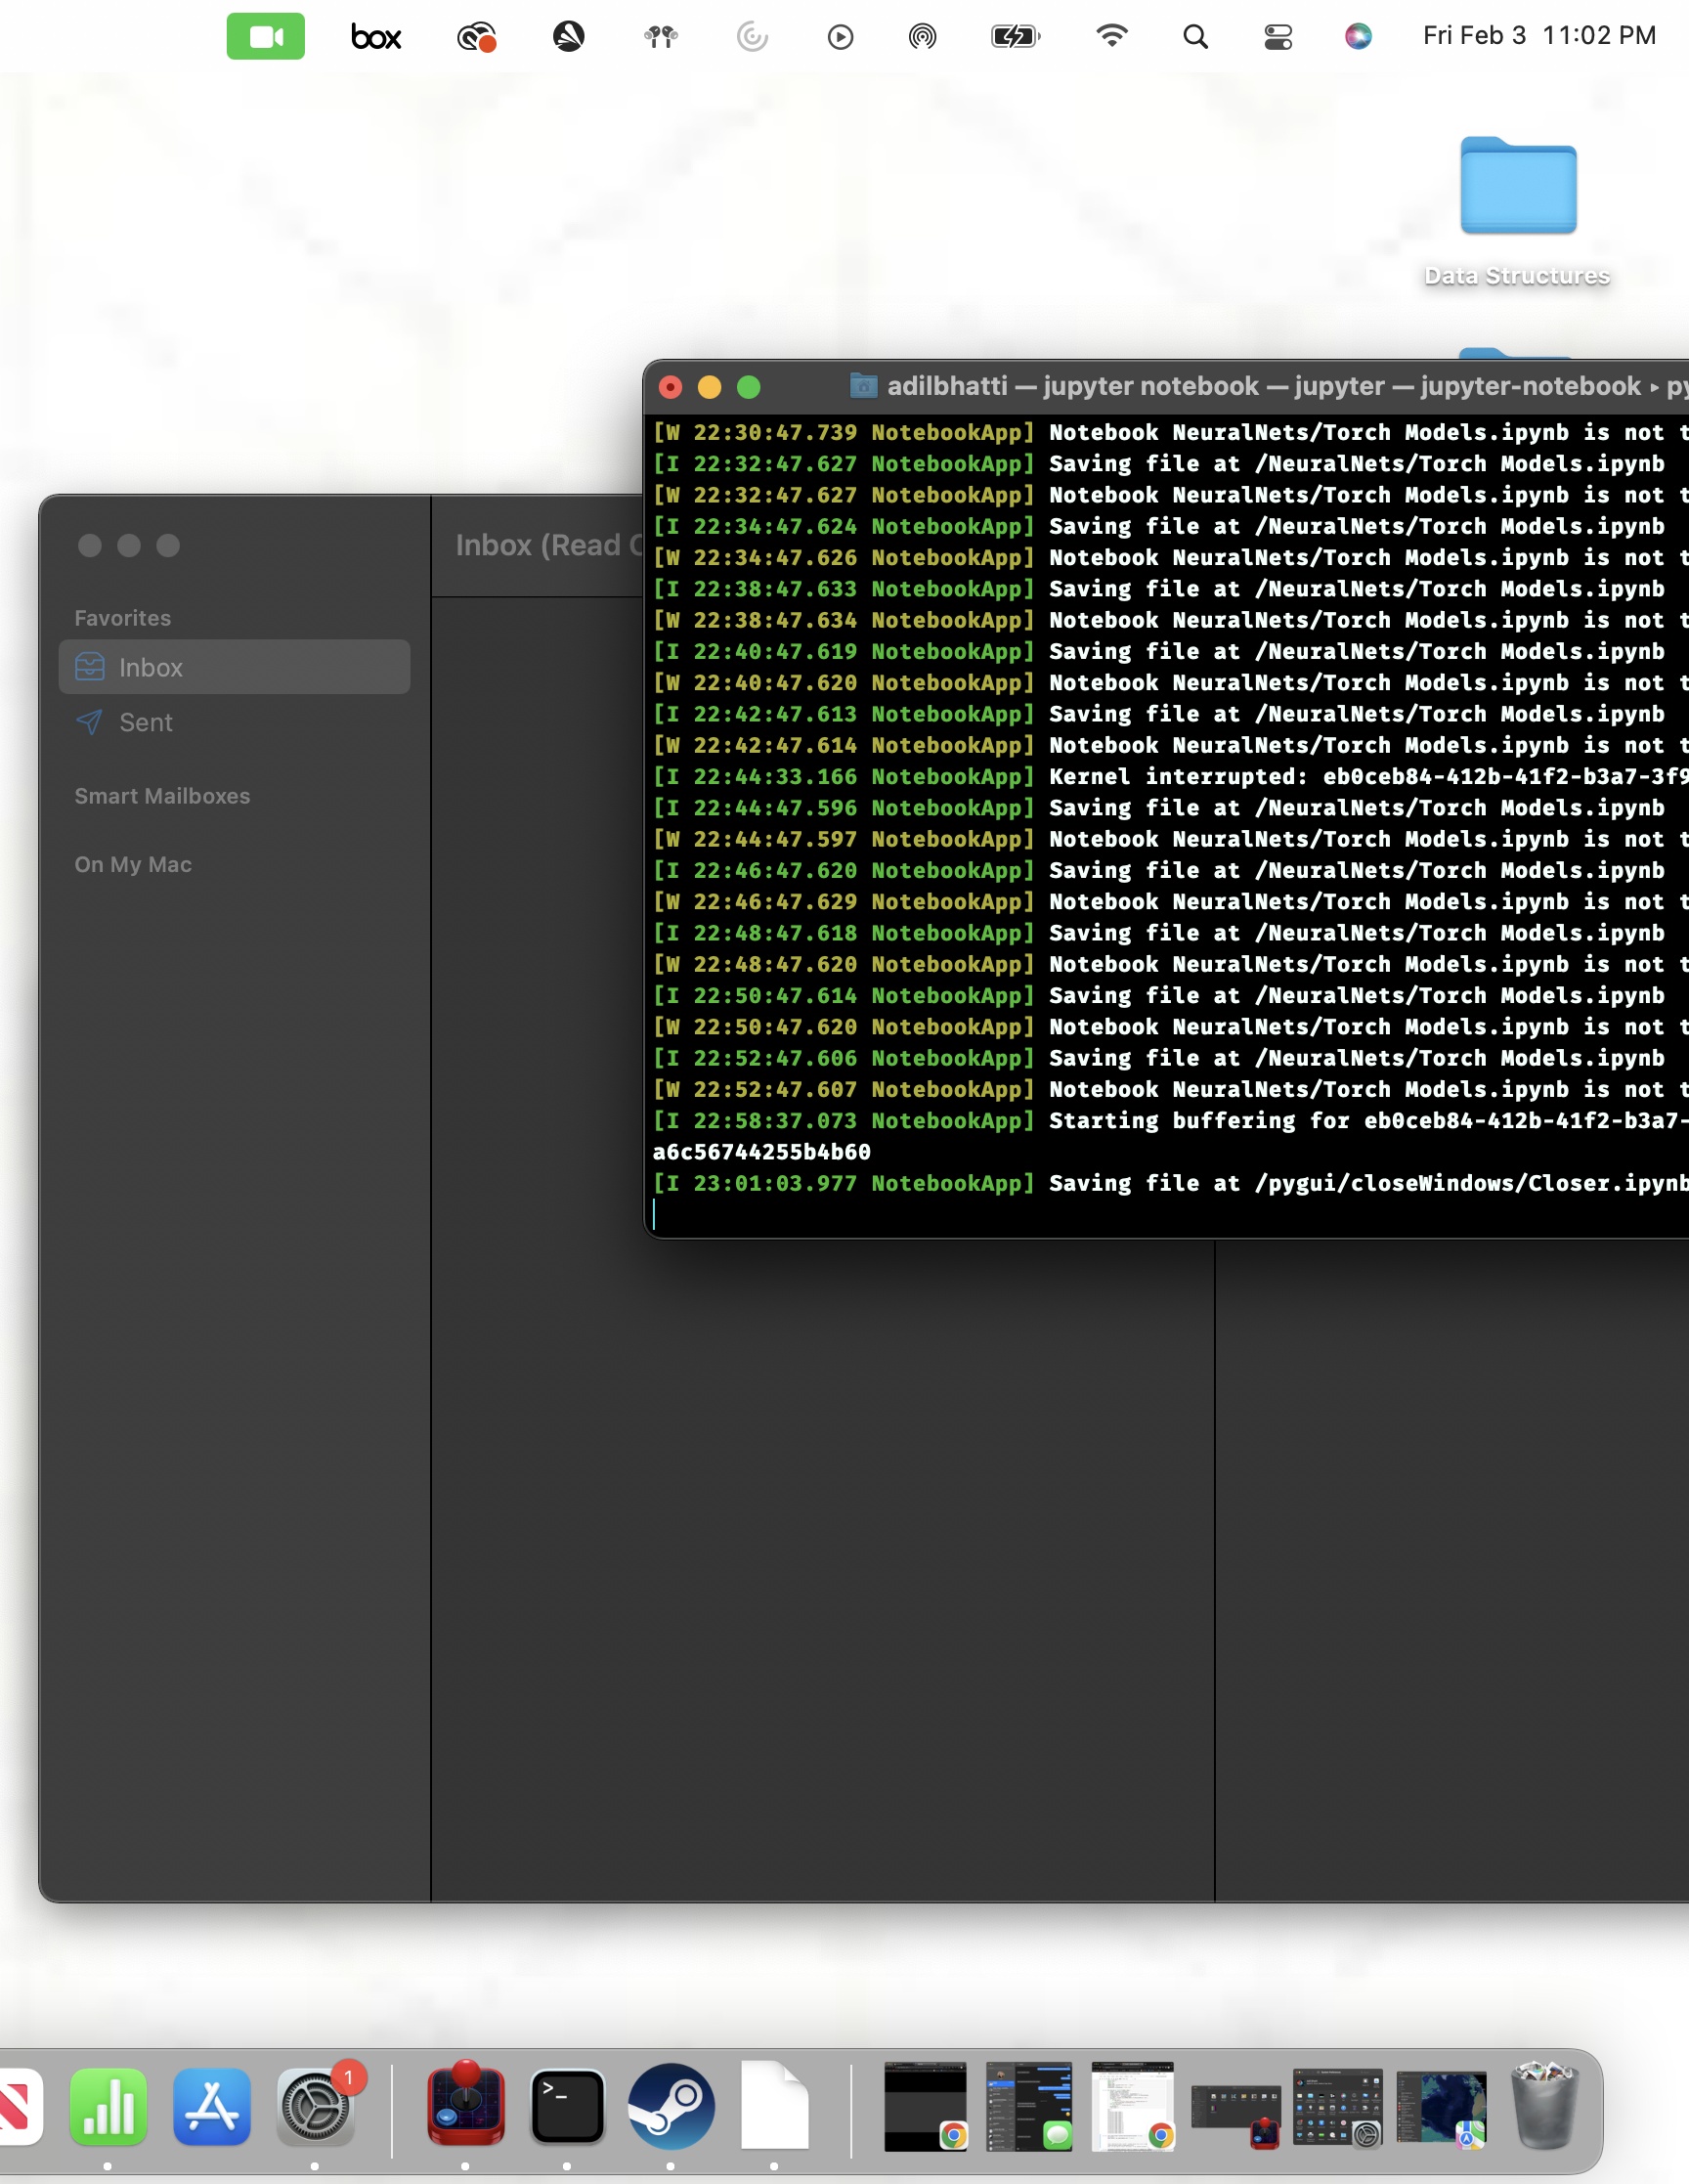 box
Fri Feb 3 11:02 PM
Data Structures
adilbhatti — jupyter notebook — jupyter — jupyter-notebook ▸ py
[W 22:30:47.739 NotebookApp] Notebook NeuralNets/Torch Models.ipynb is not t
[I 22:32:47.627 NotebookApp] Saving file at /NeuralNets/Torch Models.ipynb
[W 22:32:47.627 NotebookApp] Notebook NeuralNets/Torch Models.ipynb is not t
[I 22:34:47.624 NotebookApp] Saving file at /NeuralNets/Torch Models.ipynb
[W 22:34:47.626 NotebookApp] Notebook NeuralNets/Torch Models.ipynb is not t
[I 22:38:47.633 NotebookApp] Saving file at /NeuralNets/Torch Models.ipynb
[W 22:38:47.634 NotebookApp] Notebook NeuralNets/Torch Models.ipynb is not t
[I 22:40:47.619 NotebookApp] Saving file at /NeuralNets/Torch Models.ipynb
[W 22:40:47.620 NotebookApp] Notebook NeuralNets/Torch Models.ipynb is not t
[I 22:42:47.613 NotebookApp] Saving file at /NeuralNets/Torch Models.ipynb
[W 22:42:47.614 NotebookApp] Notebook NeuralNets/Torch Models.ipynb is not t
[I 22:44:33.166 NotebookApp] Kernel interrupted: eb0ceb84-412b-41f2-b3a7-3f9
[I 22:44:47.596 NotebookApp] Saving file at /NeuralNets/Torch Models.ipynb
[W 22:44:47.597 NotebookApp] Notebook NeuralNets/Torch Models.ipynb is not t
[I 22:46:47.620 NotebookApp] Saving file at /NeuralNets/Torch Models.ipynb
[W 22:46:47.629 NotebookApp] Notebook NeuralNets/Torch Models.ipynb is not t
[I 22:48:47.618 NotebookApp] Saving file at /NeuralNets/Torch Models.ipynb
[W 22:48:47.620 NotebookApp] Notebook NeuralNets/Torch Models.ipynb is not t
[I 22:50:47.614 NotebookApp] Saving file at /NeuralNets/Torch Models.ipynb
[W 22:50:47.620 NotebookApp] Notebook NeuralNets/Torch Models.ipynb is not t
[I 22:52:47.606 NotebookApp] Saving file at /NeuralNets/Torch Models.ipynb
[W 22:52:47.607 NotebookApp] Notebook NeuralNets/Torch Models.ipynb is not t
[I 22:58:37.073 NotebookApp] Starting buffering for eb0ceb84-412b-41f2-b3a7-
a6c56744255b4b60
[I 23:01:03.977 NotebookApp] Saving file at /pygui/closeWindows/Closer.ipynb
Inbox (Read
Favorites
Inbox
Sent
Smart Mailboxes
On My Mac
1
>_